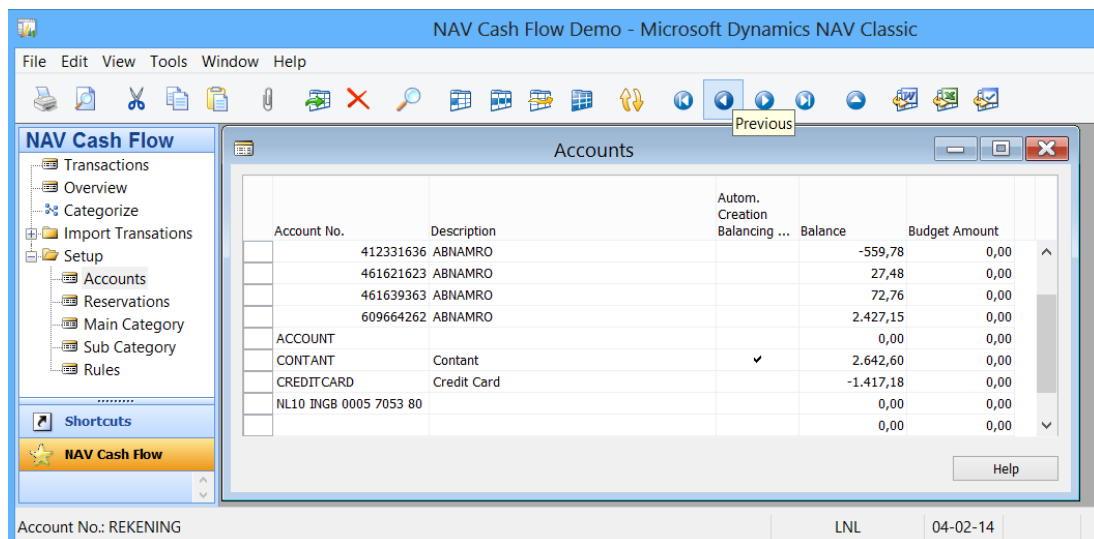 NAV Cash Flow Demo - Microsoft Dynamics NAV Classic
File Edit View Tools Window Help
Previous
NAV Cash Flow
Transactions
Overview
Categorize
Import Transations
Setup
Accounts
Reservations
Main Category
Sub Category
Rules
Shortcuts
NAV Cash Flow
Accounts
Account No. Description Autom. Creation Balancing ... Balance Budget Amount
412331636 ABNAMRO -559,78 0,00
461621623 ABNAMRO 27,48 0,00
461639363 ABNAMRO 72,76 0,00
609664262 ABNAMRO 2.427,15 0,00
ACCOUNT 0,00 0,00
CONTANT Contant ✔ 2.642,60 0,00
CREDITCARD Credit Card -1.417,18 0,00
NL10 INGB 0005 7053 80 0,00 0,00
0,00 0,00
Help
Account No.: REKENING LNL 04-02-14